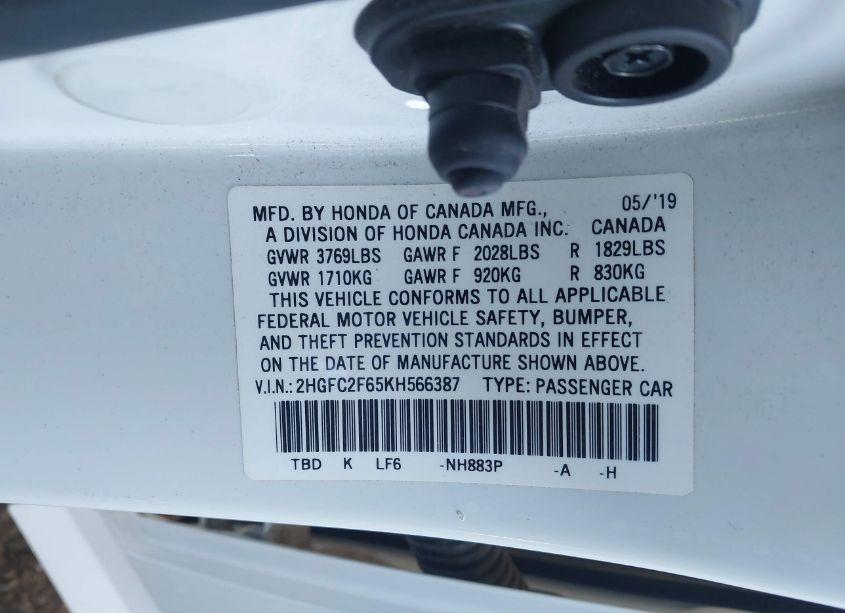 MFD. BY HONDA OF CANADA MFG., 05/'19
A DIVISION OF HONDA CANADA INC. CANADA
GVWR 3769LBS GAWR F 2028LBS R 1829LBS
GVWR 1710KG GAWR F 920KG R 830KG
THIS VEHICLE CONFORMS TO ALL APPLICABLE
FEDERAL MOTOR VEHICLE SAFETY, BUMPER,
AND THEFT PREVENTION STANDARDS IN EFFECT
ON THE DATE OF MANUFACTURE SHOWN ABOVE.
V.I.N.: 2HGFC2F65KH566387 TYPE: PASSENGER CAR
TBD K LF6 -NH883P -A -H